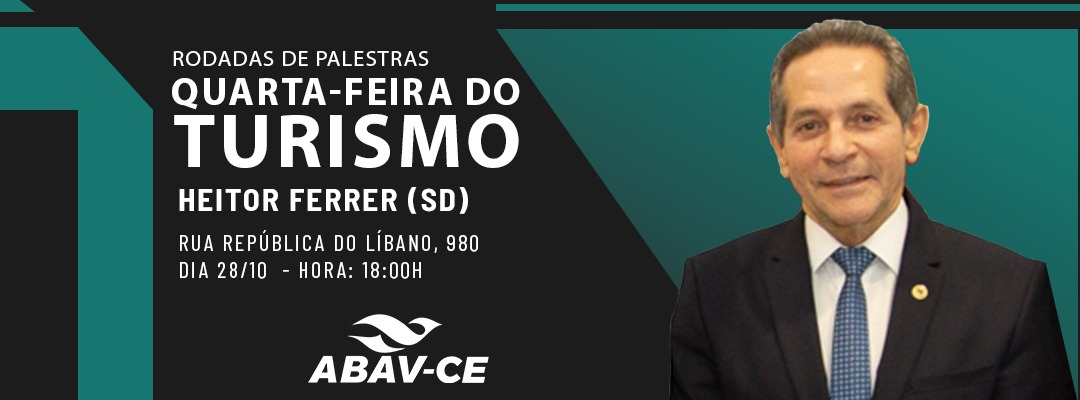 RODADAS DE PALESTRAS
QUARTA-FEIRA DO
TURISMO
HEITOR FERRER (SD)
RUA REPÚBLICA DO LÍBANO, 980
DIA 28/10 - HORA: 18:00H
ABAV-CE